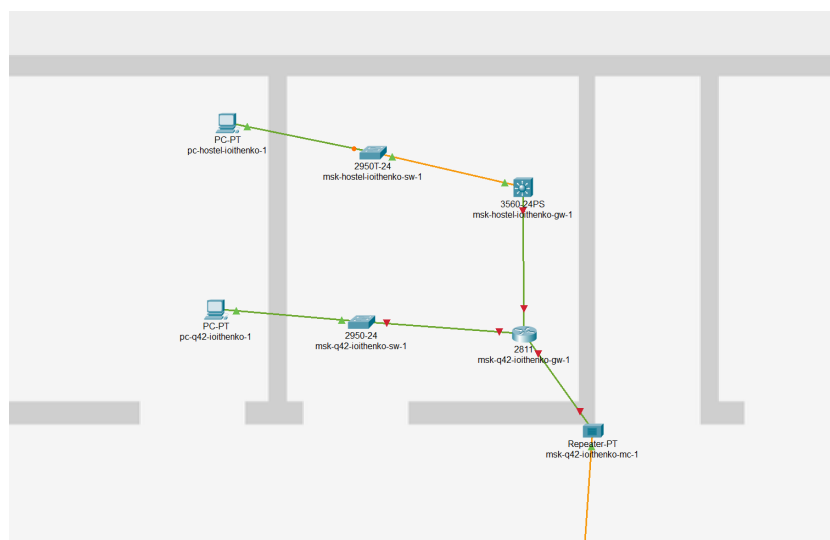 PC-PT
pc-hostel-ioithenko-1
2950T-24
msk-hostel-ioithenko-sw-1
3560-24PS
msk-hostel-ioithenko-gw-1
PC-PT
pc-q42-ioithenko-1
2950-24
msk-q42-ioithenko-sw-1
2811
msk-q42-ioithenko-gw-1
Repeater-PT
msk-q42-ioithenko-mc-1